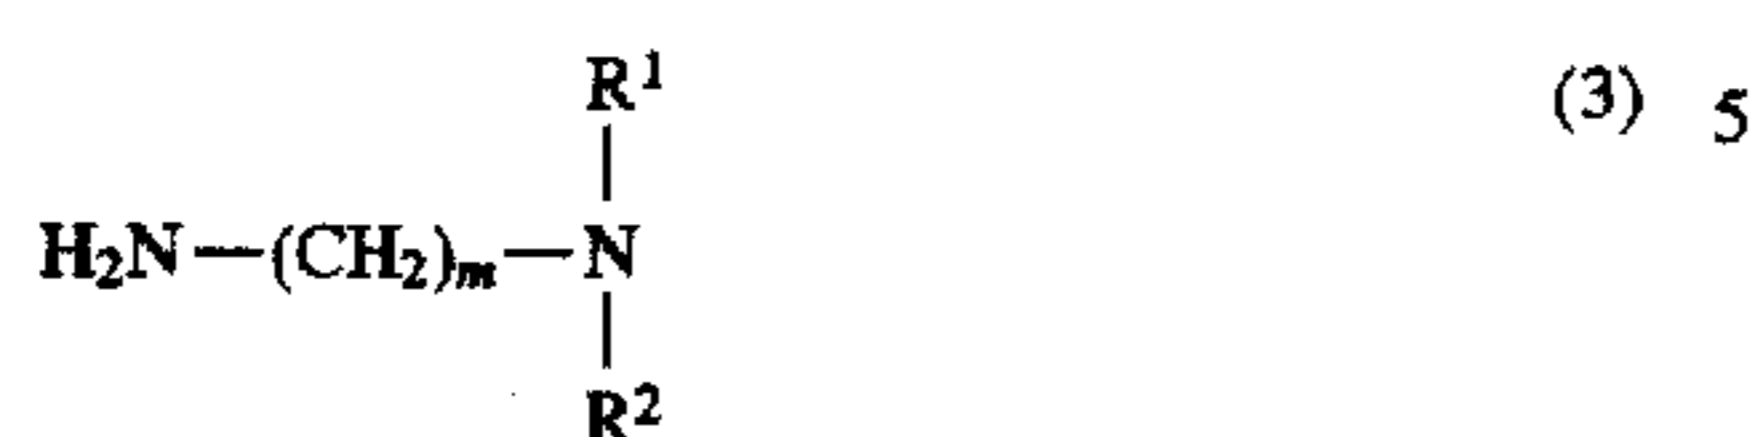 R¹
(3) 5
H₂N—(CH₂)ₘ—N
R²